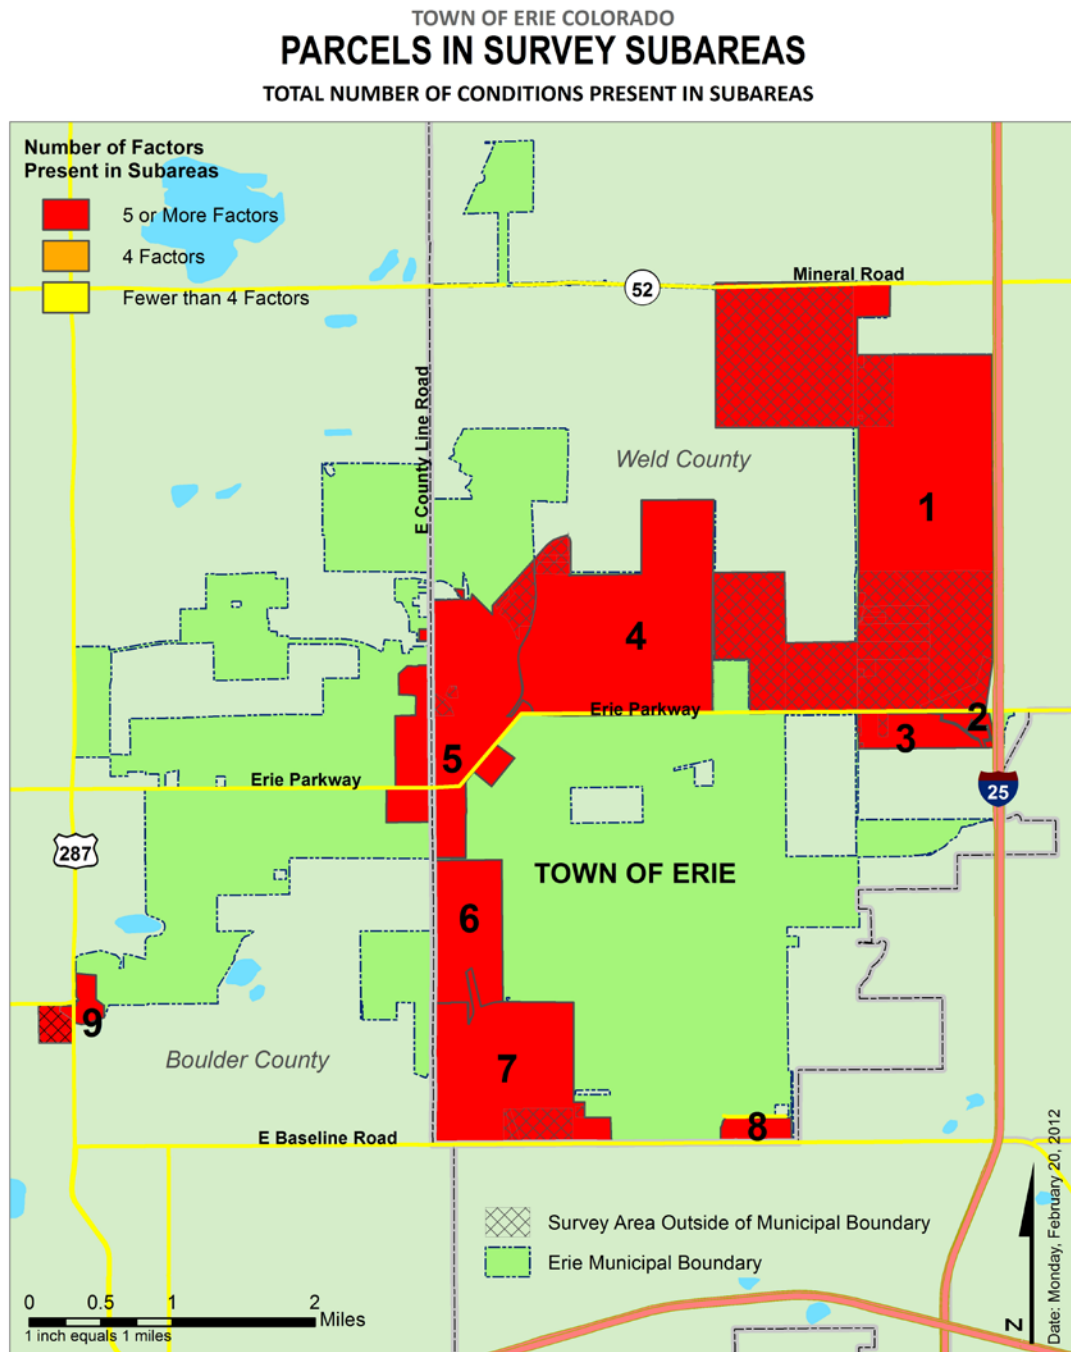 TOWN OF ERIE COLORADO
PARCELS IN SURVEY SUBAREAS
TOTAL NUMBER OF CONDITIONS PRESENT IN SUBAREAS
Number of Factors
Present in Subareas
5 or More Factors
4 Factors
Fewer than 4 Factors
Mineral Road
52
E County Line Road
Weld County
1
4
2
Erie Parkway
3
5
Erie Parkway
25
287
TOWN OF ERIE
6
9
Boulder County
7
8
E Baseline Road
Survey Area Outside of Municipal Boundary
Erie Municipal Boundary
0 0.5 1 2
Miles
1 inch equals 1 miles
Z
Date: Monday, February 20, 2012